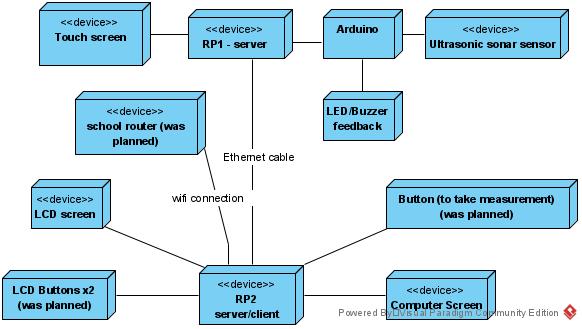 <<device>>
Touch screen
<<device>>
RP1 - server
Arduino
<<device>>
Ultrasonic sonar sensor
<<device>>
school router (was
planned)
LED/Buzzer
feedback
Ethernet cable
wifi connection
<<device>>
LCD screen
Button (to take measurement)
(was planned)
LCD Buttons x2
(was planned)
<<device>>
RP2
server/client
<<device>>
Computer Screen
Powered By Visual Paradigm Community Edition